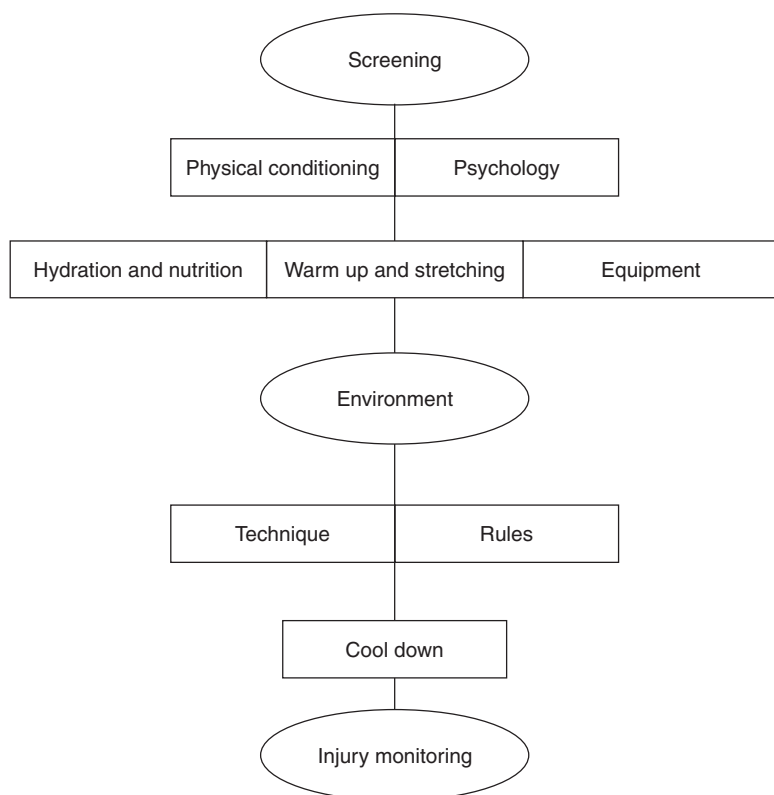 Screening
Physical conditioning
Psychology
Hydration and nutrition
Warm up and stretching
Equipment
Environment
Technique
Rules
Cool down
Injury monitoring